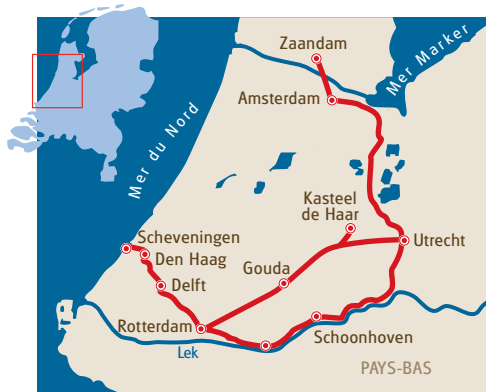 Zaandam
Mer Marker
Amsterdam
Mer du Nord
Kasteel
de Haar
Scheveningen
Utrecht
Den Haag
Gouda
Delft
Rotterdam
Schoonhoven
Lek
PAYS-BAS